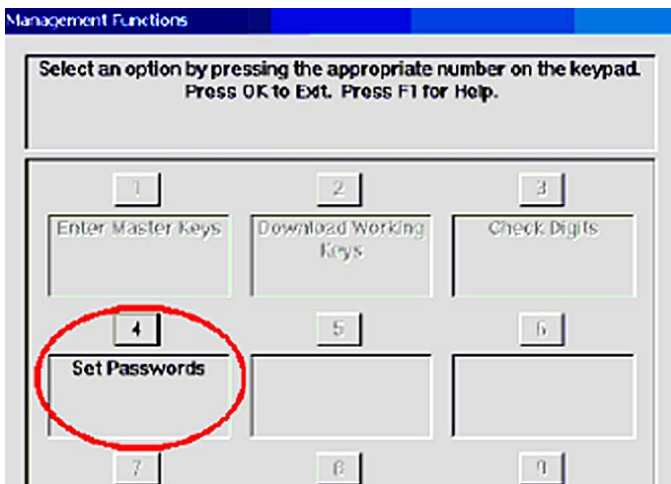 Management Functions
Select an option by pressing the appropriate number on the keypad.
Press OK to Exit. Press F1 for Help.
1 2 3
Enter Master Keys Download Working Check Digits
Keys
4 5 6
Set Passwords
7 8 9